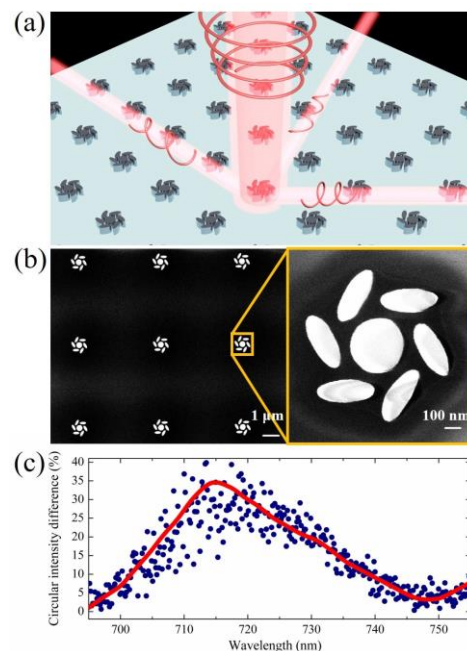 (a)
(b)
1 μm
100 nm
(c)
Circular intensity difference (%)
40
35
30
25
20
15
10
5
0
700
710
720
730
740
750
Wavelength (nm)